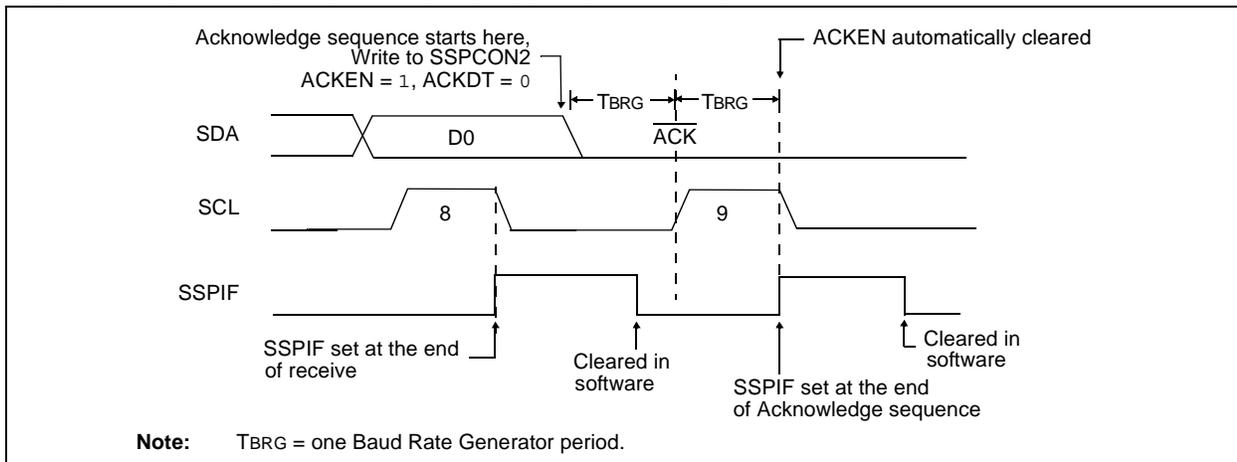 Acknowledge sequence starts here,
Write to SSPCON2
ACKEN = 1, ACKDT = 0
ACKEN automatically cleared
TBRG
TBRG
SDA
D0
ACK
SCL
8
9
SSPIF
SSPIF set at the end
of receive
Cleared in
software
SSPIF set at the end
of Acknowledge sequence
Cleared in
software
Note: TBRG = one Baud Rate Generator period.